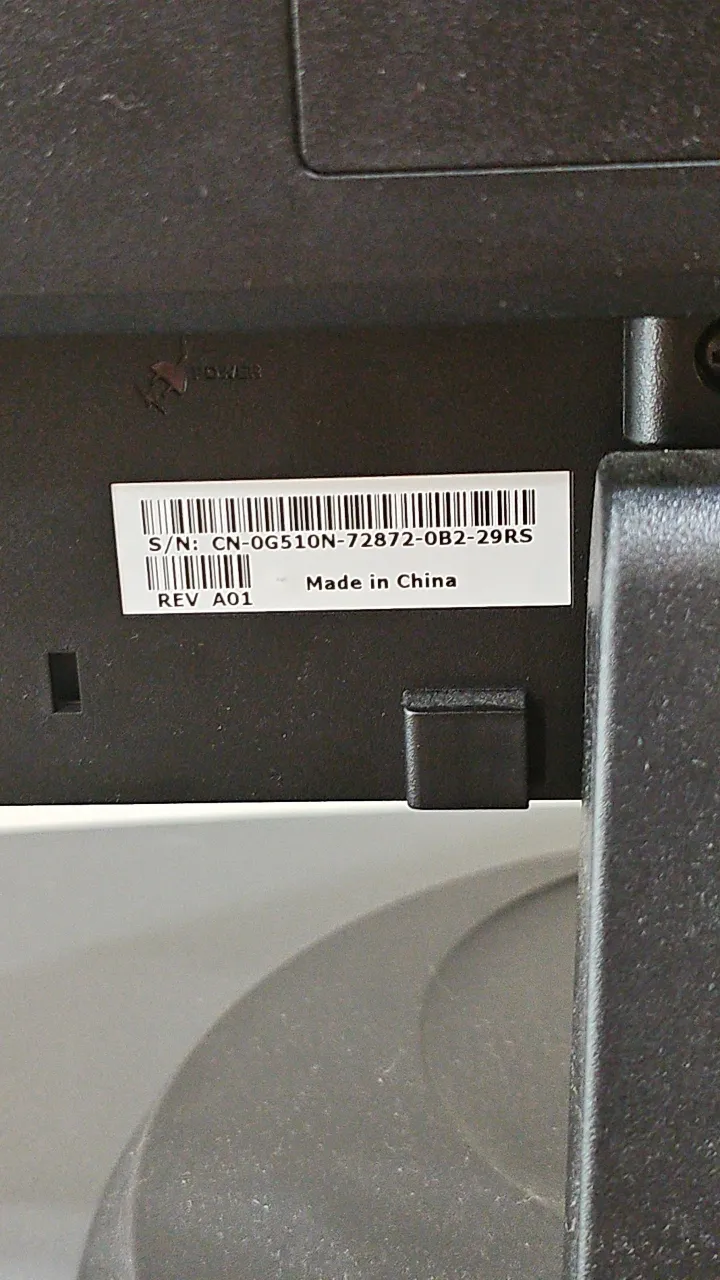 POWER
S/N: CN-0G510N-72872-0B2-29RS
REV A01
Made in China